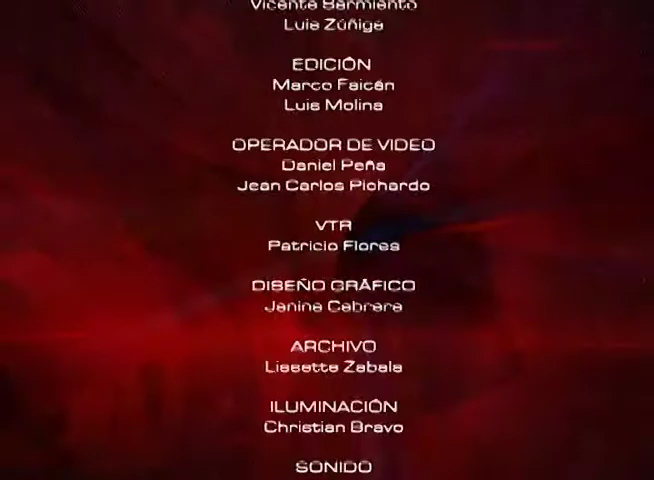 Vicente Sarmiento
Luis Zúñiga
EDICIÓN
Marco Faicán
Luis Molina
OPERADOR DE VIDEO
Daniel Peña
Jean Carlos Pichardo
VTR
Patricio Flores
DISEÑO GRÁFICO
Janina Cabrera
ARCHIVO
Lissette Zabala
ILUMINACIÓN
Christian Bravo
SONIDO